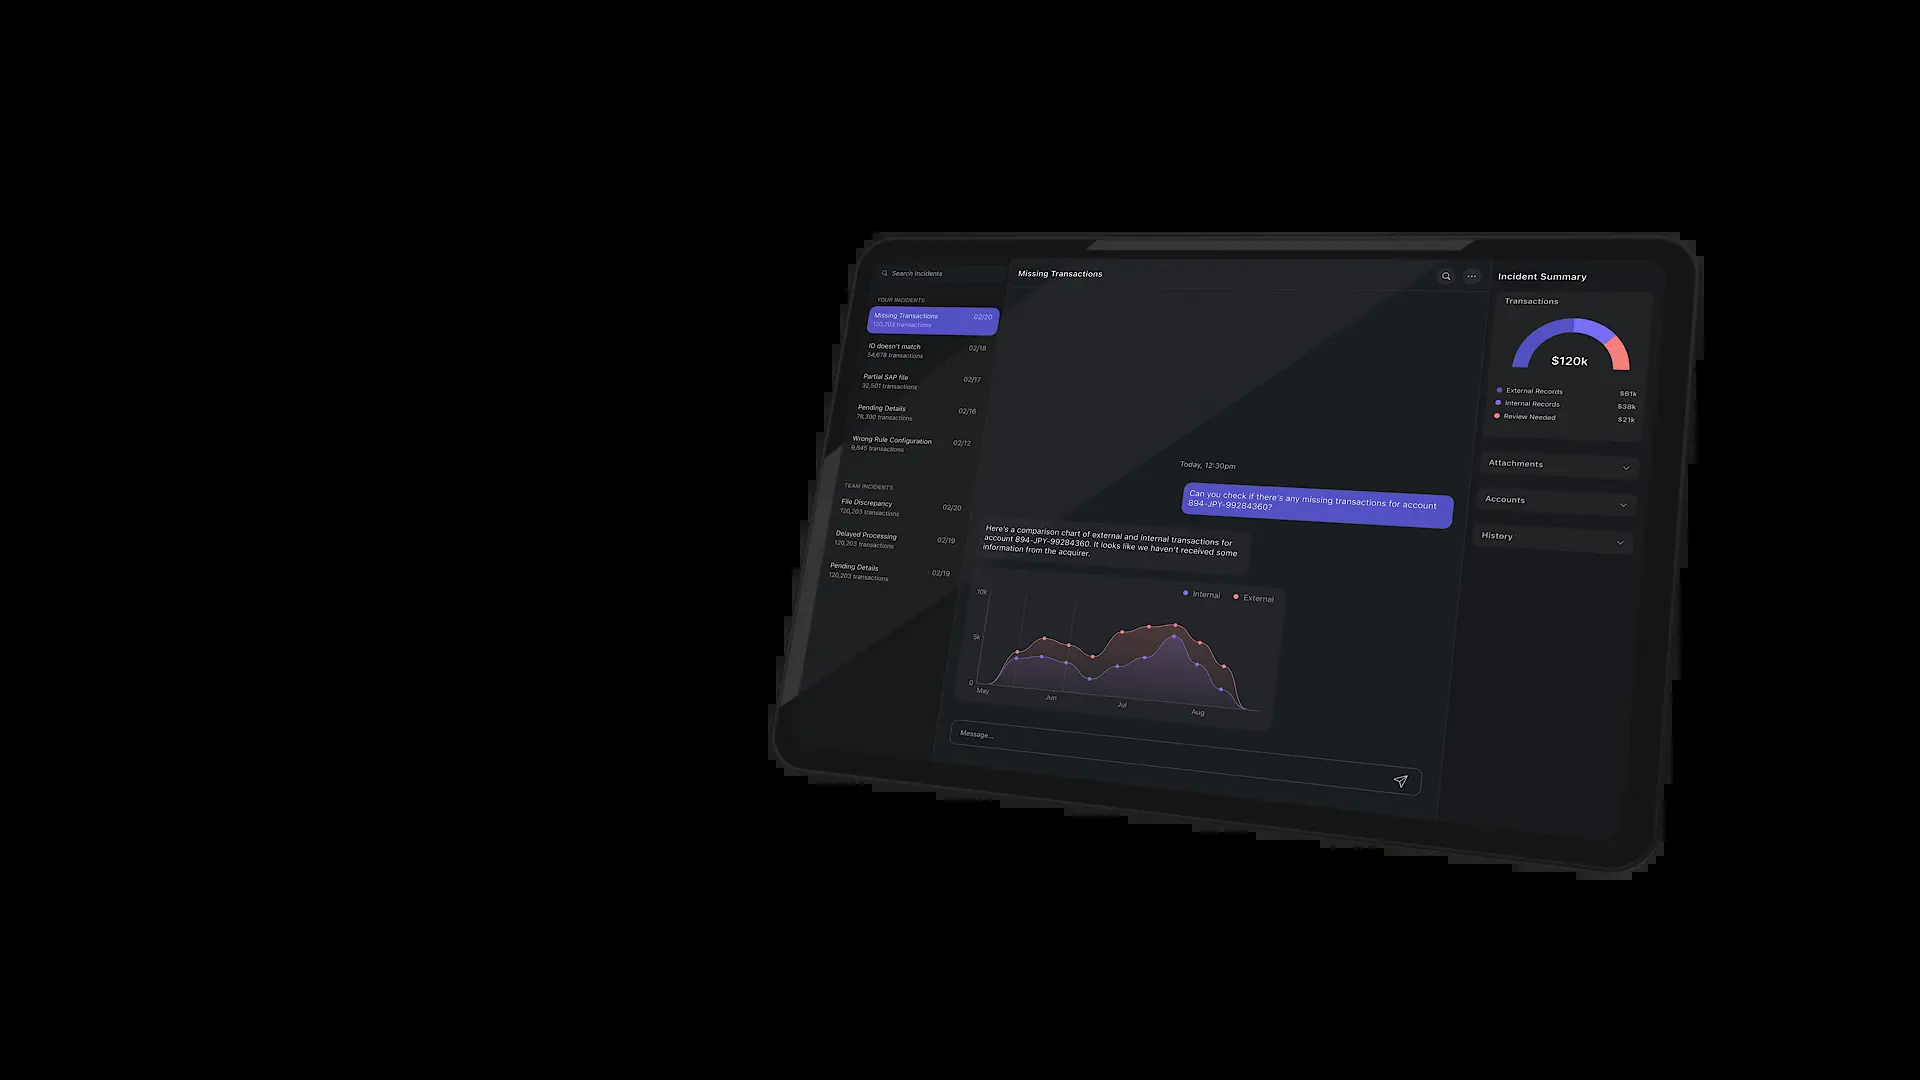 Search Incidents
YOUR INCIDENTS
Missing Transactions 02/20
120,203 transactions
ID doesn't match 02/18
54,678 transactions
Partial SAP file 02/17
32,501 transactions
Pending Details 02/16
78,300 transactions
Wrong Rule Configuration 02/12
9,845 transactions
TEAM INCIDENTS
File Discrepancy 02/20
120,203 transactions
Delayed Processing 02/19
120,203 transactions
Pending Details 02/19
120,203 transactions
Missing Transactions
Today, 12:30pm
Can you check if there's any missing transactions for account
894-JPY-99284360?
Here's a comparison chart of external and internal transactions for
account 894-JPY-99284360. It looks like we haven't received some
information from the acquirer.
Internal External
10k
5k
0
May Jun Jul Aug
Message...
Incident Summary
Transactions
$120k
External Records $61k
Internal Records $38k
Review Needed $21k
Attachments
Accounts
History